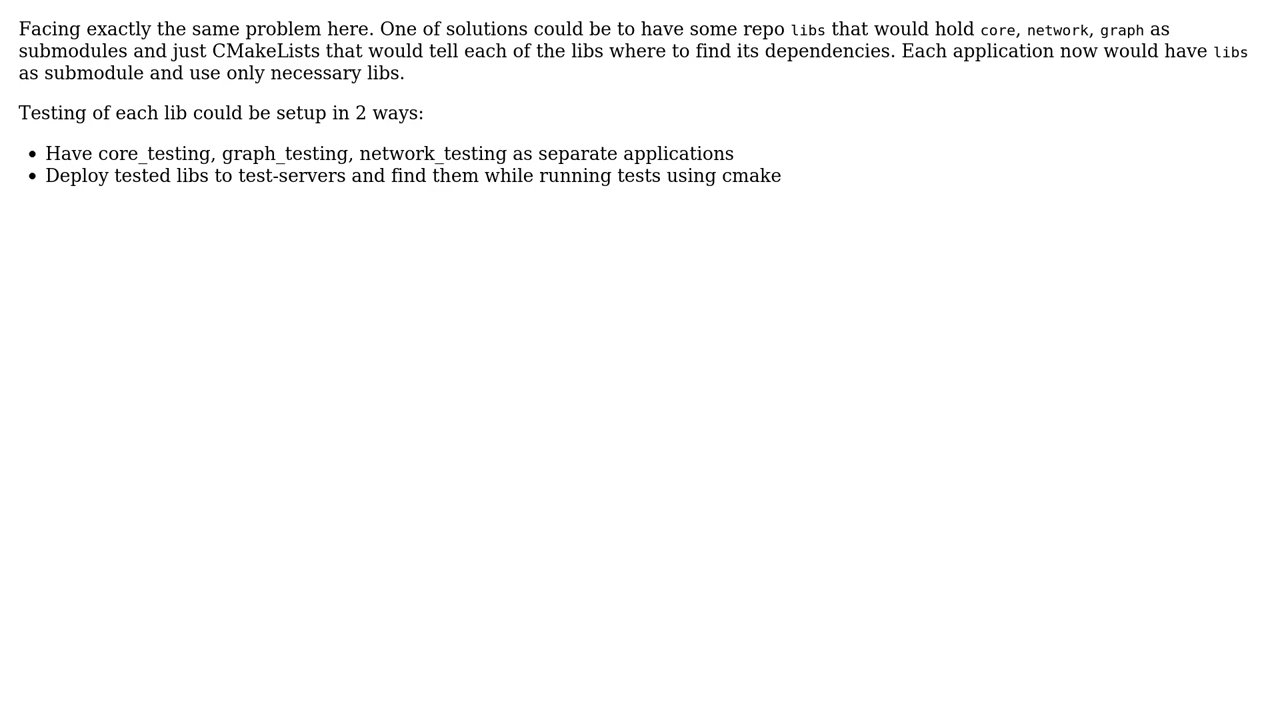 Facing exactly the same problem here. One of solutions could be to have some repo libs that would hold core, network, graph as
submodules and just CMakeLists that would tell each of the libs where to find its dependencies. Each application now would have libs
as submodule and use only necessary libs.
Testing of each lib could be setup in 2 ways:
• Have core_testing, graph_testing, network_testing as separate applications
• Deploy tested libs to test-servers and find them while running tests using cmake